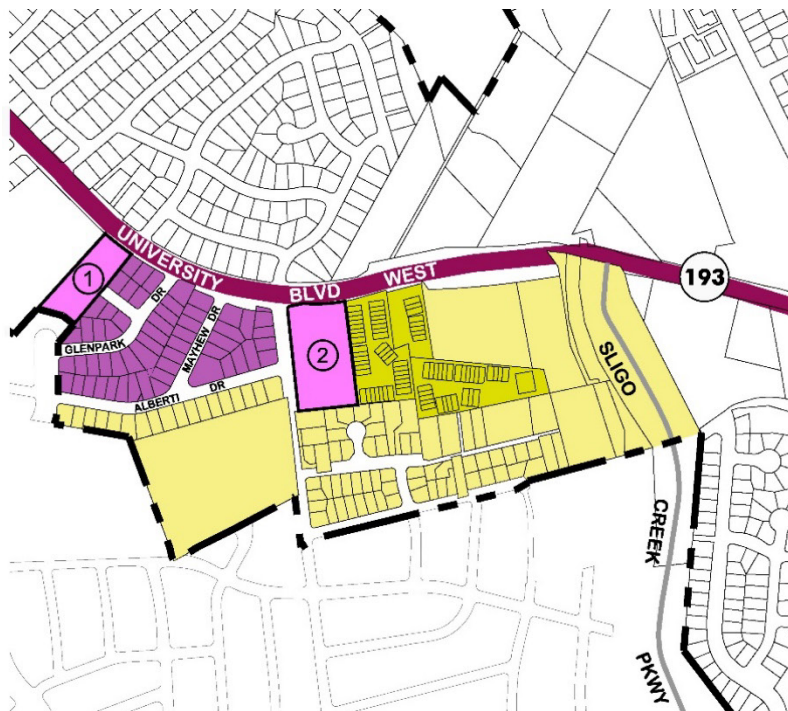 UNIVERSITY BLVD WEST
193
1
GLENPARK DR
MAYHEW DR
2
ALBERTI DR
SLIGO CREEK PKWY